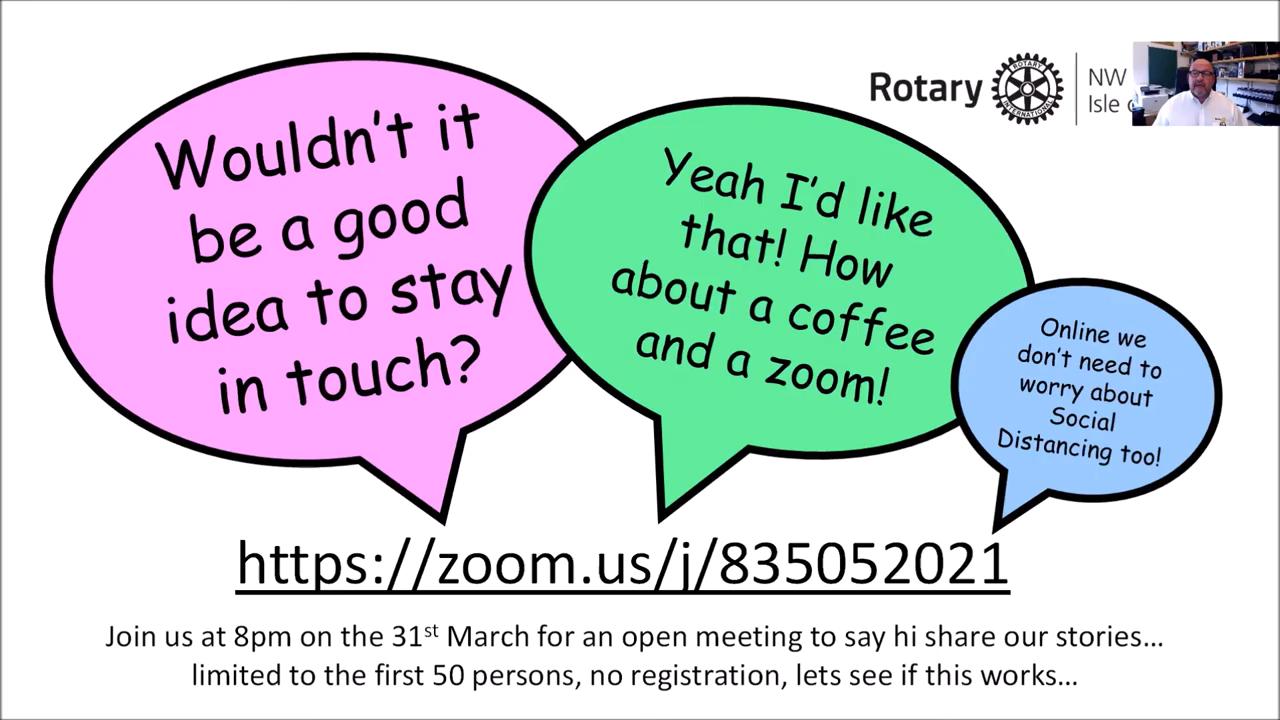 Wouldn't it
be a good
idea to stay
in touch?
Yeah I'd like
that! How
about a coffee
and a zoom!
Online we
don't need to
worry about
Social
Distancing too!
Rotary
ROTARY
INTERNATIONAL
NW
Isle
https://zoom.us/j/835052021
Join us at 8pm on the 31st March for an open meeting to say hi share our stories…
limited to the first 50 persons, no registration, lets see if this works…